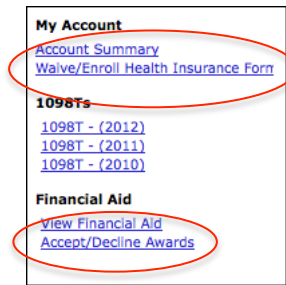 My Account
Account Summary
Waive/Enroll Health Insurance Form
1098Ts
1098T - (2012)
1098T - (2011)
1098T - (2010)
Financial Aid
View Financial Aid
Accept/Decline Awards